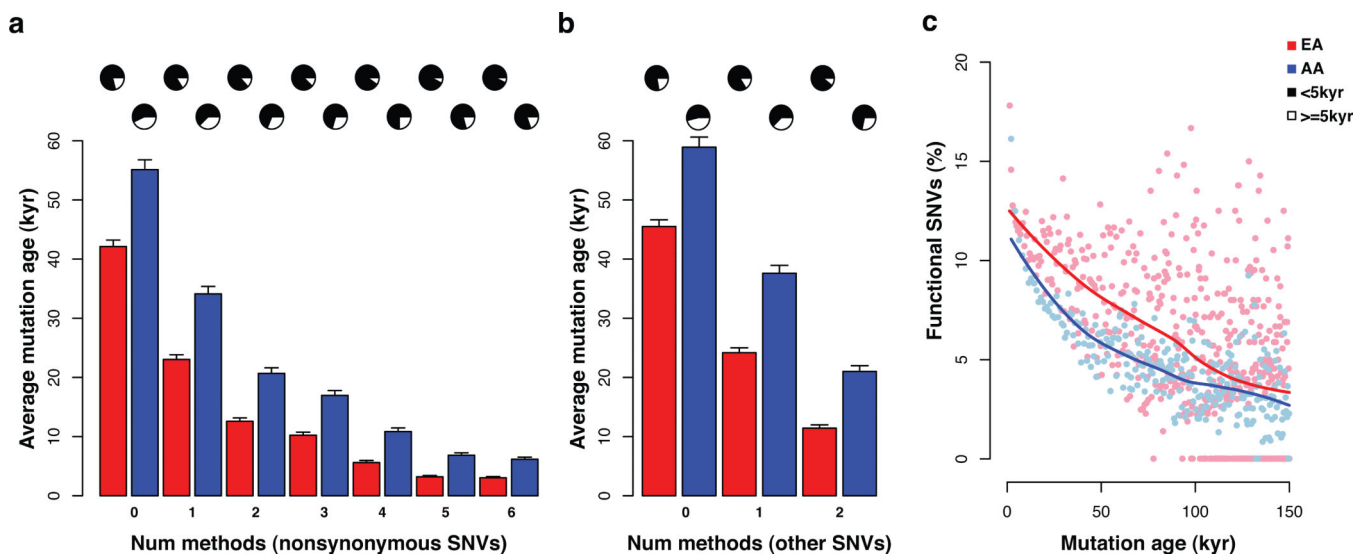 a
Average mutation age (kyr)
60
50
40
30
20
10
0
0 1 2 3 4 5 6
Num methods (nonsynonymous SNVs)
b
Average mutation age (kyr)
60
50
40
30
20
10
0
0 1 2
Num methods (other SNVs)
c
EA
AA
<5kyr
>=5kyr
Functional SNVs (%)
20
15
10
5
0
0 50 100 150
Mutation age (kyr)